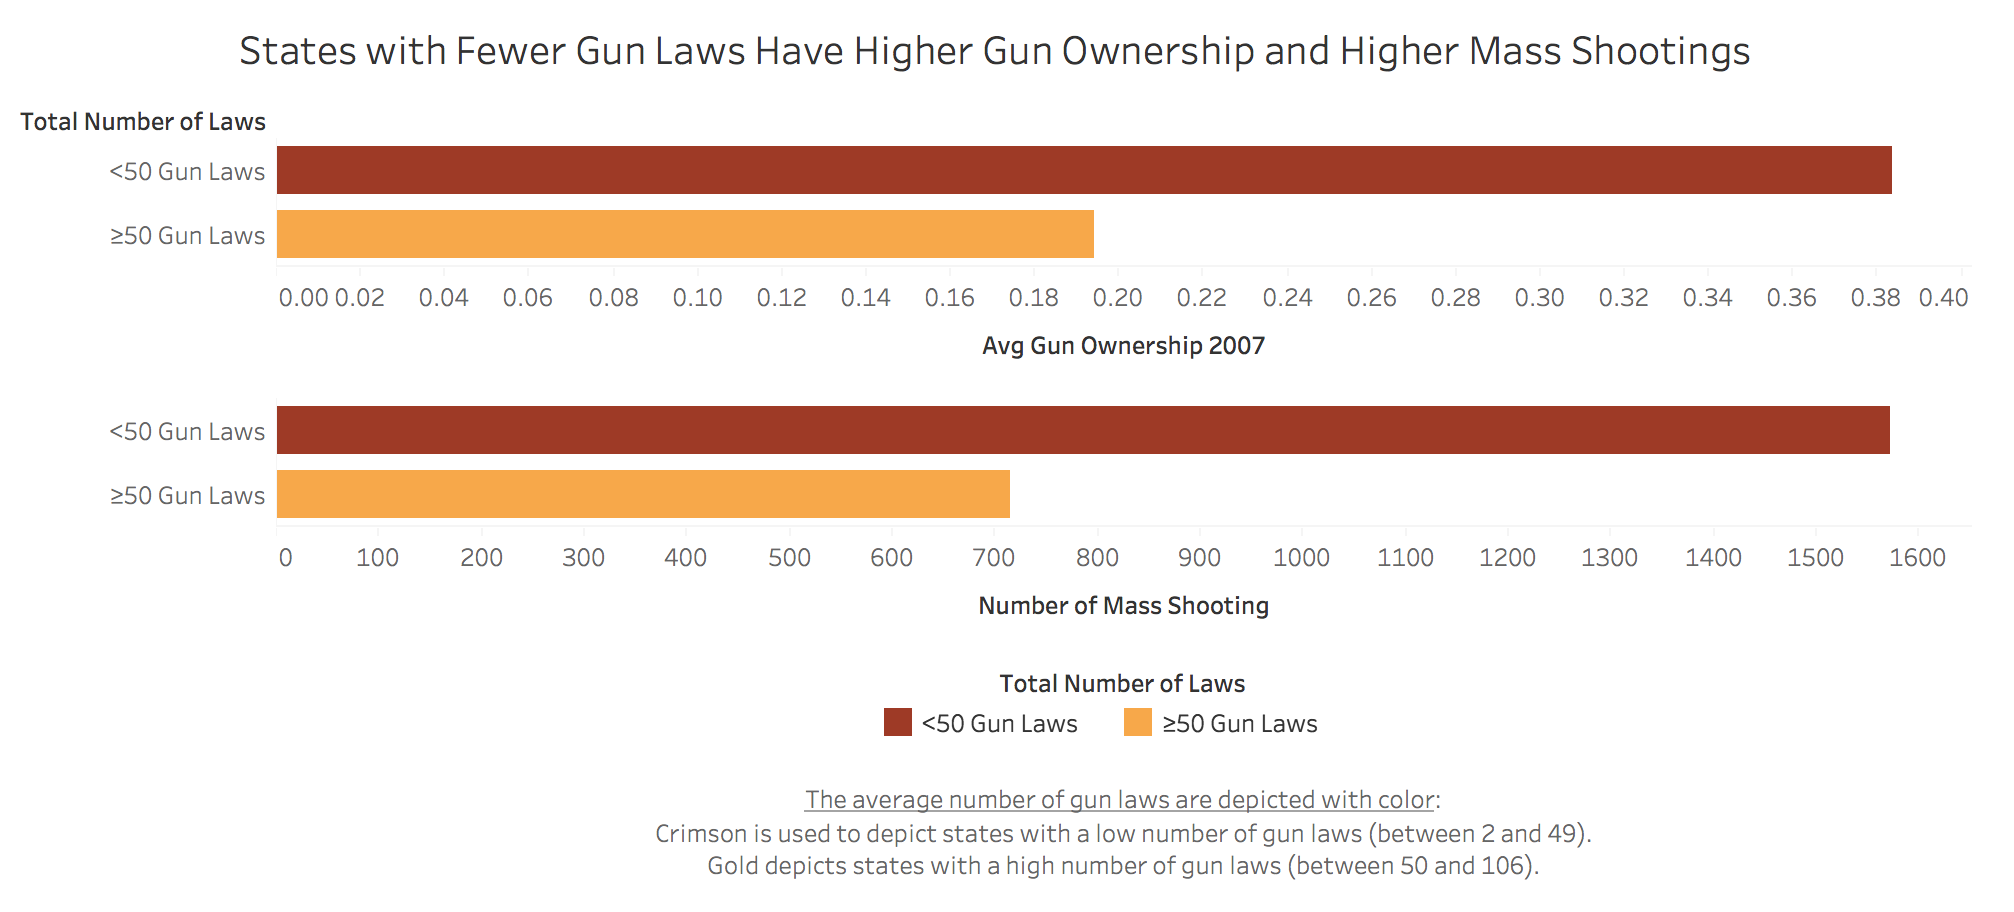 States with Fewer Gun Laws Have Higher Gun Ownership and Higher Mass Shootings
Total Number of Laws
<50 Gun Laws
≥50 Gun Laws
0.00 0.02 0.04 0.06 0.08 0.10 0.12 0.14 0.16 0.18 0.20 0.22 0.24 0.26 0.28 0.30 0.32 0.34 0.36 0.38 0.40
Avg Gun Ownership 2007
<50 Gun Laws
≥50 Gun Laws
0 100 200 300 400 500 600 700 800 900 1000 1100 1200 1300 1400 1500 1600
Number of Mass Shooting
Total Number of Laws
<50 Gun Laws ≥50 Gun Laws
The average number of gun laws are depicted with color:
Crimson is used to depict states with a low number of gun laws (between 2 and 49).
Gold depicts states with a high number of gun laws (between 50 and 106).